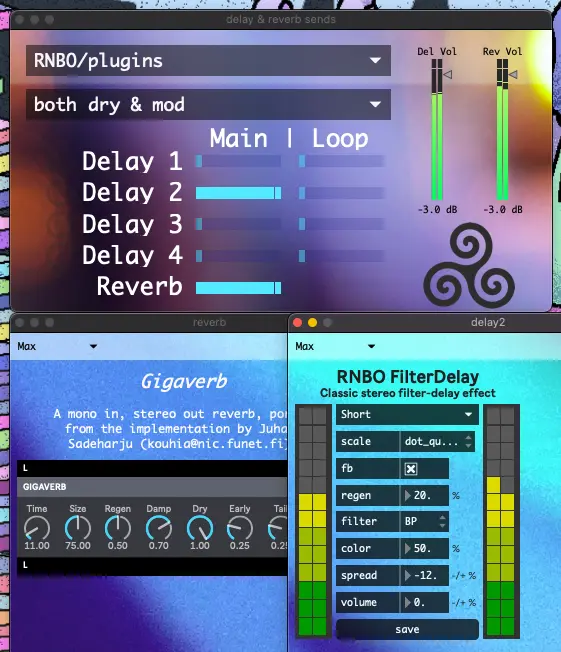 delay & reverb sends
RNBO/plugins
both dry & mod
Del Vol
Rev Vol
Main | Loop
Delay 1
Delay 2
Delay 3
Delay 4
Reverb
-3.0 dB
-3.0 dB
reverb
Max
Gigaverb
A mono in, stereo out reverb, por
from the implementation by Juha
Sadeharju (kouhia@nic.funet.fi)
L
GIGAVERB
Time Size Regen Damp Dry Early Tail
11.00 75.00 0.50 0.70 1.00 0.25 0.25
L
delay2
Max
RNBO FilterDelay
Classic stereo filter-delay effect
Short
scale dot_qu...
fb
regen 20. %
filter BP
color 50. %
spread -12. -/+ %
volume 0. -/+ %
save